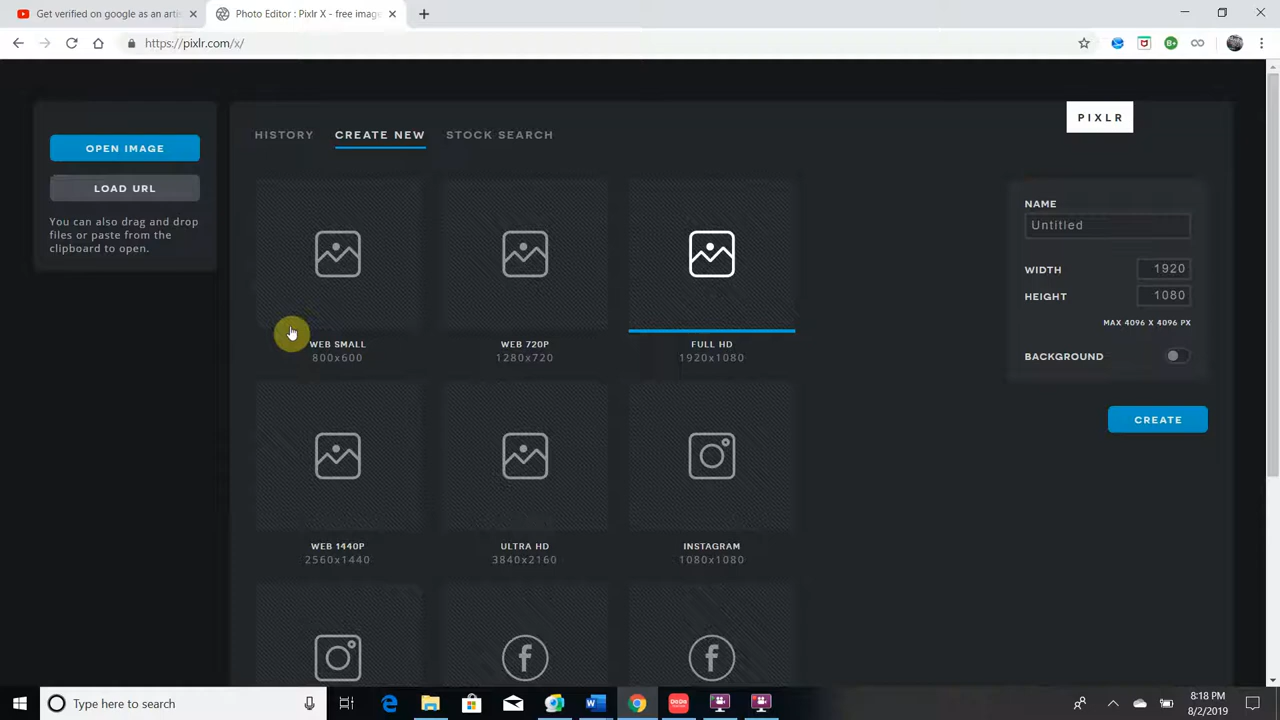 Get verified on google as an artis
Photo Editor : Pixlr X - free image
https://pixlr.com/x/
OPEN IMAGE
LOAD URL
You can also drag and drop
files or paste from the
clipboard to open.
HISTORY
CREATE NEW
STOCK SEARCH
PIXLR
WEB SMALL
800x600
WEB 720P
1280x720
FULL HD
1920x1080
WEB 1440P
2560x1440
ULTRA HD
3840x2160
INSTAGRAM
1080x1080
NAME
Untitled
WIDTH
1920
HEIGHT
1080
MAX 4096 X 4096 PX
BACKGROUND
CREATE
Type here to search
8:18 PM
8/2/2019